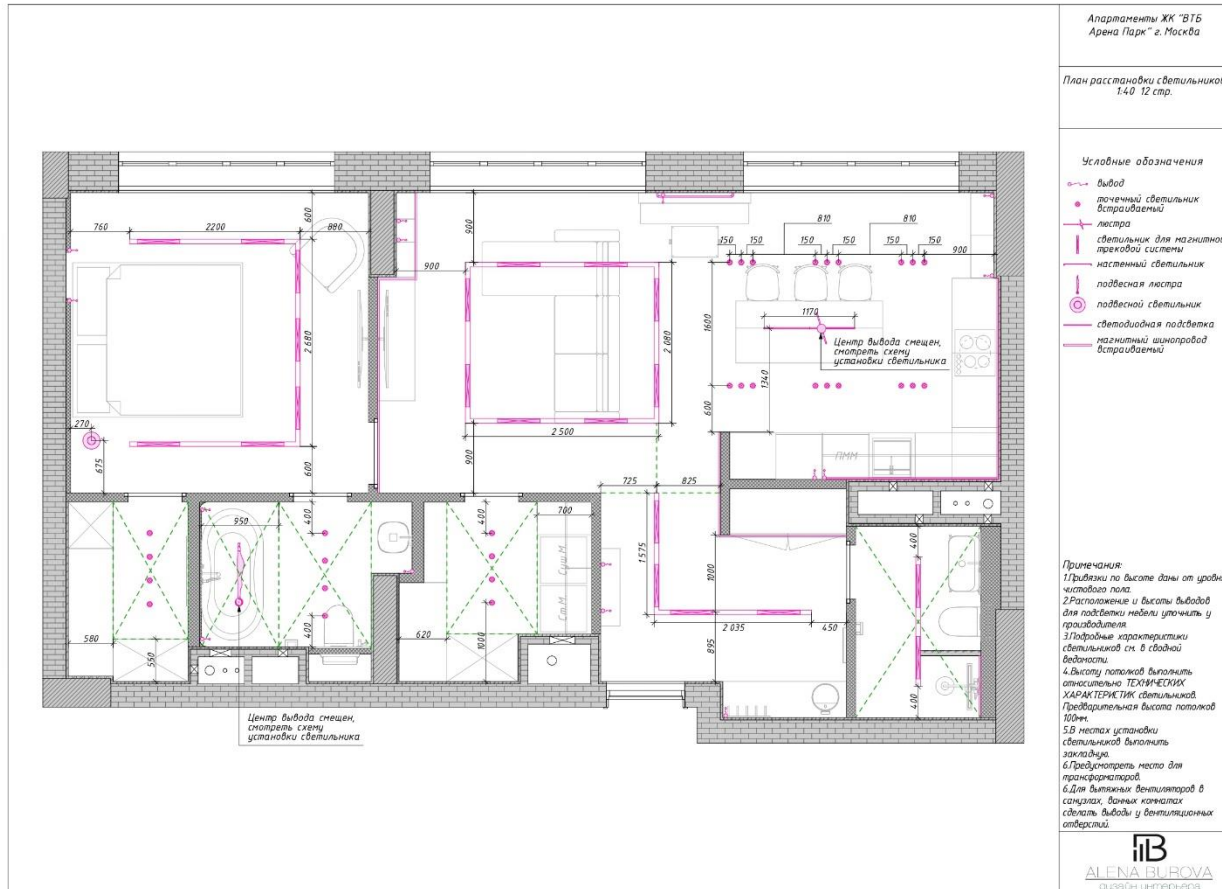 Апартаменты ЖК "ВТБ
Арена Парк" г. Москва
План расстановки светильников
1:40 12 стр.
Условные обозначения
вывод
точечный светильник
встраиваемый
люстра
светильник для магнитной
трековой системы
настенный светильник
подвесная люстра
подвесной светильник
светодиодная подсветка
магнитный шинопровод
встраиваемый
600
760
2200
880
2 680
270
675
600
900
900
2 080
2 500
900
810
810
150
150
150
150
150
150
900
1600
1170
1340
600
Центр вывода смещен,
смотреть схему
установки светильника
ПММ
725
825
1575
1000
2 035
450
895
400
400
580
550
950
400
400
400
700
Суш.М.
Ст.М.
620
1000
Центр вывода смещен,
смотреть схему
установки светильника
Примечания:
1.Привязки по высоте даны от уровня
чистового пола.
2.Расположение и высоты выводов
для подсветки мебели уточнить у
производителя.
3.Подробные характеристики
светильников см. в сводной
ведомости.
4.Высоту потолков выполнить
относительно ТЕХНИЧЕСКИХ
ХАРАКТЕРИСТИК светильников.
Предварительная высота потолков
100мм.
5.В местах установки
светильников выполнить
закладную.
6.Предусмотреть место для
трансформаторов.
6.Для вытяжных вентиляторов в
санузлах, ванных комнатах
сделать выводы у вентиляционных
отверстий.
ALENA BUROVA
дизайн интерьера